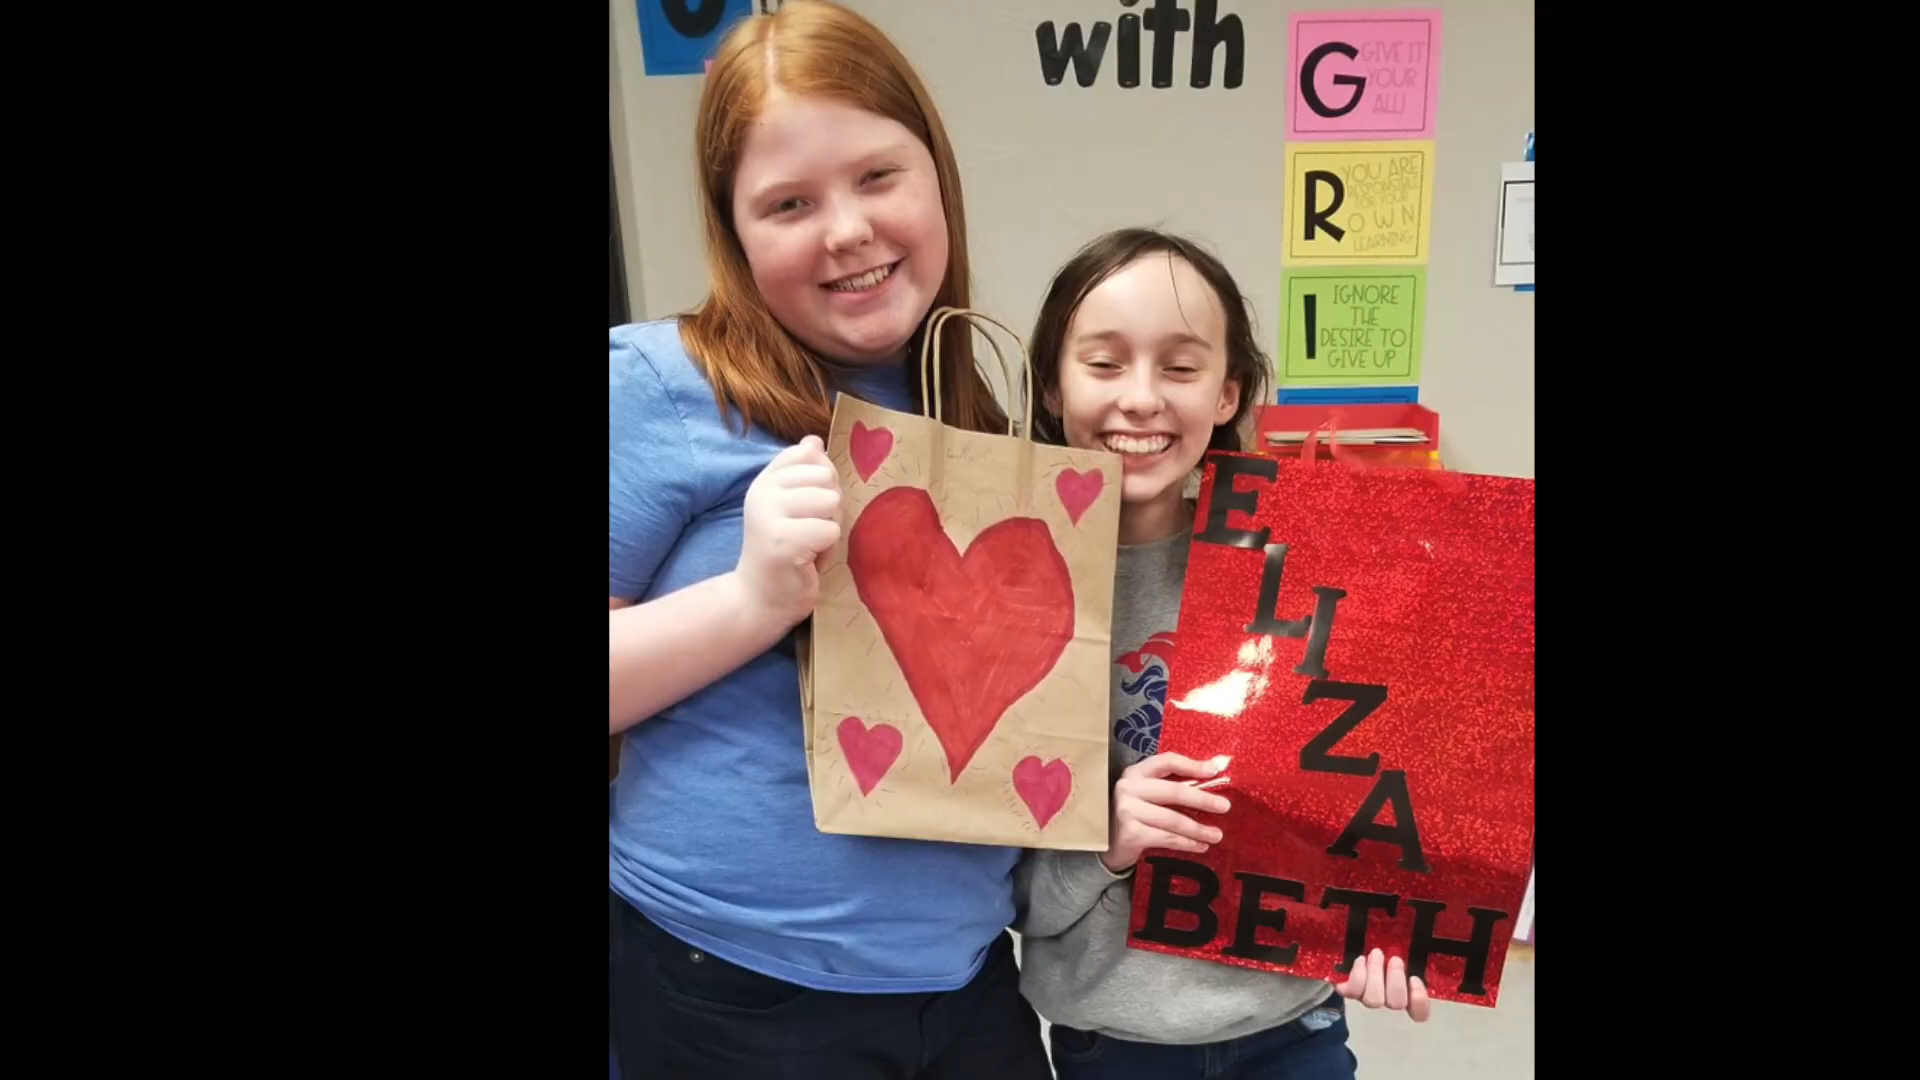 with
G GIVE IT
YOUR
ALL!
R YOU ARE
RESPONSIBLE
FOR YOUR
OWN
LEARNING
I IGNORE
THE
DESIRE TO
GIVE UP
E
L
I
Z
A
BETH